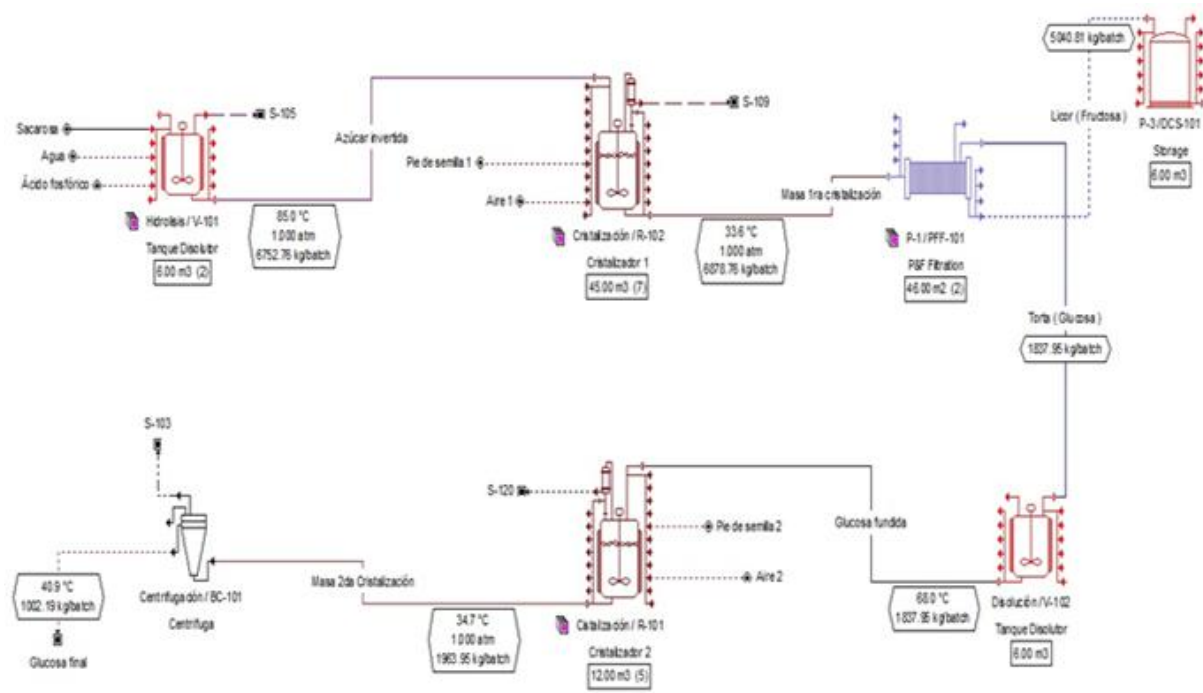 5040.81 kg/batch
Licor ( Fructosa )
P-3 / DCS-101
Storage
6.00 m3
Sacarosa
Agua
Ácido fosfórico
S-105
Hidrolisis / V-101
Tanque Disolutor
6.00 m3 (2)
Azúcar invertida
85.0 °C
1.000 atm
6752.76 kg/batch
Pie de semilla 1
Aire 1
S-109
Cristalización / R-102
Cristalizador 1
45.00 m3 (7)
Masa 1ra cristalización
33.6 °C
1.000 atm
6878.76 kg/batch
P-1 / PFF-101
P&F Filtration
46.00 m2 (2)
Torta ( Glucosa )
1837.95 kg/batch
S-103
40.9 °C
1002.19 kg/batch
Glucosa final
Centrifugación / BC-101
Centrifuga
Masa 2da Cristalización
34.7 °C
1.000 atm
1963.95 kg/batch
S-120
Pie de semilla 2
Aire 2
Catalización / R-101
Cristalizador 2
12.00 m3 (5)
Glucosa fundida
68.0 °C
1837.95 kg/batch
Disolución / V-102
Tanque Disolutor
6.00 m3